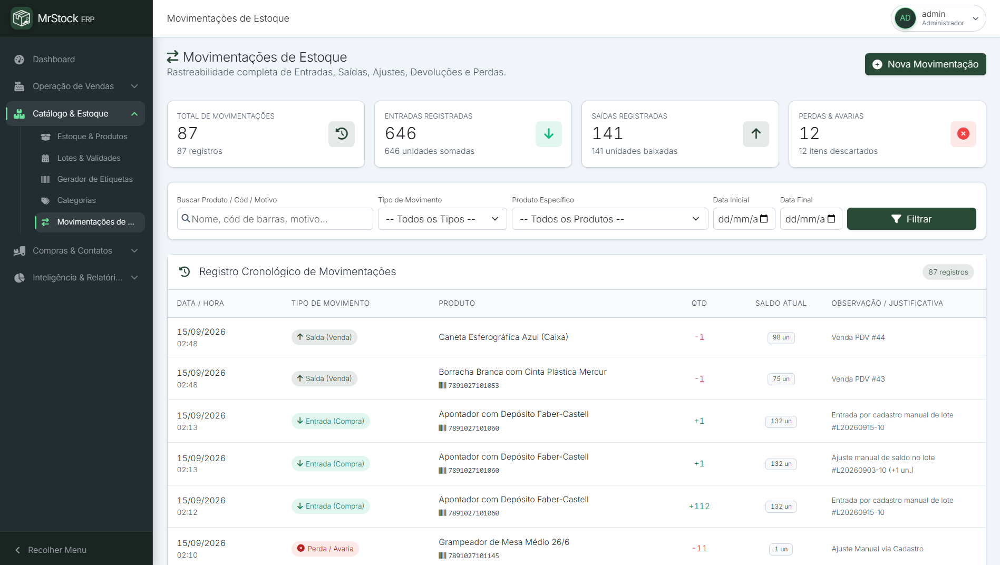 MrStock ERP
Movimentações de Estoque
AD
admin
Administrador
Dashboard
Operação de Vendas
Catálogo & Estoque
Estoque & Produtos
Lotes & Validades
Gerador de Etiquetas
Categorias
Movimentações de ...
Compras & Contatos
Inteligência & Relatóri...
Recolher Menu
Movimentações de Estoque
Rastreabilidade completa de Entradas, Saídas, Ajustes, Devoluções e Perdas.
Nova Movimentação
TOTAL DE MOVIMENTAÇÕES
87
87 registros
ENTRADAS REGISTRADAS
646
646 unidades somadas
SAÍDAS REGISTRADAS
141
141 unidades baixadas
PERDAS & AVARIAS
12
12 itens descartados
Buscar Produto / Cód / Motivo
Nome, cód de barras, motivo...
Tipo de Movimento
-- Todos os Tipos --
Produto Específico
-- Todos os Produtos --
Data Inicial
dd/mm/a
Data Final
dd/mm/a
Filtrar
Registro Cronológico de Movimentações
87 registros
DATA / HORA TIPO DE MOVIMENTO PRODUTO QTD SALDO ATUAL OBSERVAÇÃO / JUSTIFICATIVA
15/09/2026
02:48
Saída (Venda)
Caneta Esferográfica Azul (Caixa)
-1
98 un
Venda PDV #44
15/09/2026
02:48
Saída (Venda)
Borracha Branca com Cinta Plástica Mercur
7891027101053
-1
75 un
Venda PDV #43
15/09/2026
02:13
Entrada (Compra)
Apontador com Depósito Faber-Castell
7891027101060
+1
132 un
Entrada por cadastro manual de lote
#L20260915-10
15/09/2026
02:13
Entrada (Compra)
Apontador com Depósito Faber-Castell
7891027101060
+1
132 un
Ajuste manual de saldo no lote
#L20260903-10 (+1 un.)
15/09/2026
02:12
Entrada (Compra)
Apontador com Depósito Faber-Castell
7891027101060
+112
132 un
Entrada por cadastro manual de lote
#L20260915-10
15/09/2026
02:10
Perda / Avaria
Grampeador de Mesa Médio 26/6
7891027101145
-11
1 un
Ajuste Manual via Cadastro